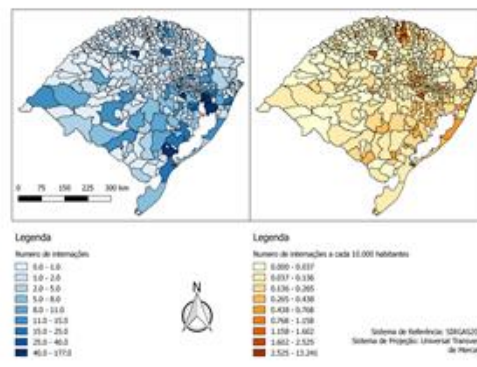 0 75 150 225 300 km
Legenda
Numero de internações
0.0 - 1.0
1.0 - 2.0
2.0 - 5.0
5.0 - 8.0
8.0 - 11.0
11.0 - 15.0
15.0 - 25.0
25.0 - 40.0
40.0 - 177.0
N
Legenda
Numero de internações a cada 10.000 habitantes
0.000 - 0.037
0.037 - 0.136
0.136 - 0.265
0.265 - 0.438
0.438 - 0.768
0.768 - 1.158
1.158 - 1.602
1.602 - 2.525
2.525 - 13.241
Sistema de Referência:
Sistema de Projeção: Universal Transver
de Merca